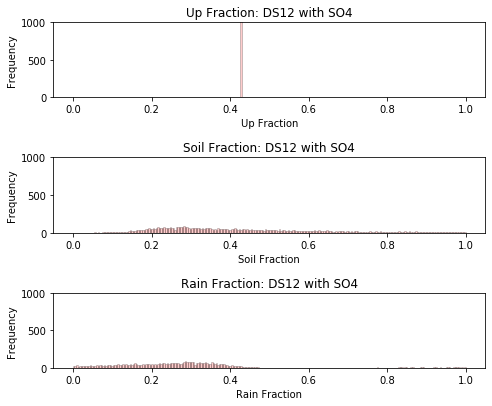 Up Fraction: DS12 with SO4
1000
500
0
Frequency
0.0 0.2 0.4 0.6 0.8 1.0
Up Fraction
Soil Fraction: DS12 with SO4
1000
500
0
Frequency
0.0 0.2 0.4 0.6 0.8 1.0
Soil Fraction
Rain Fraction: DS12 with SO4
1000
500
0
Frequency
0.0 0.2 0.4 0.6 0.8 1.0
Rain Fraction